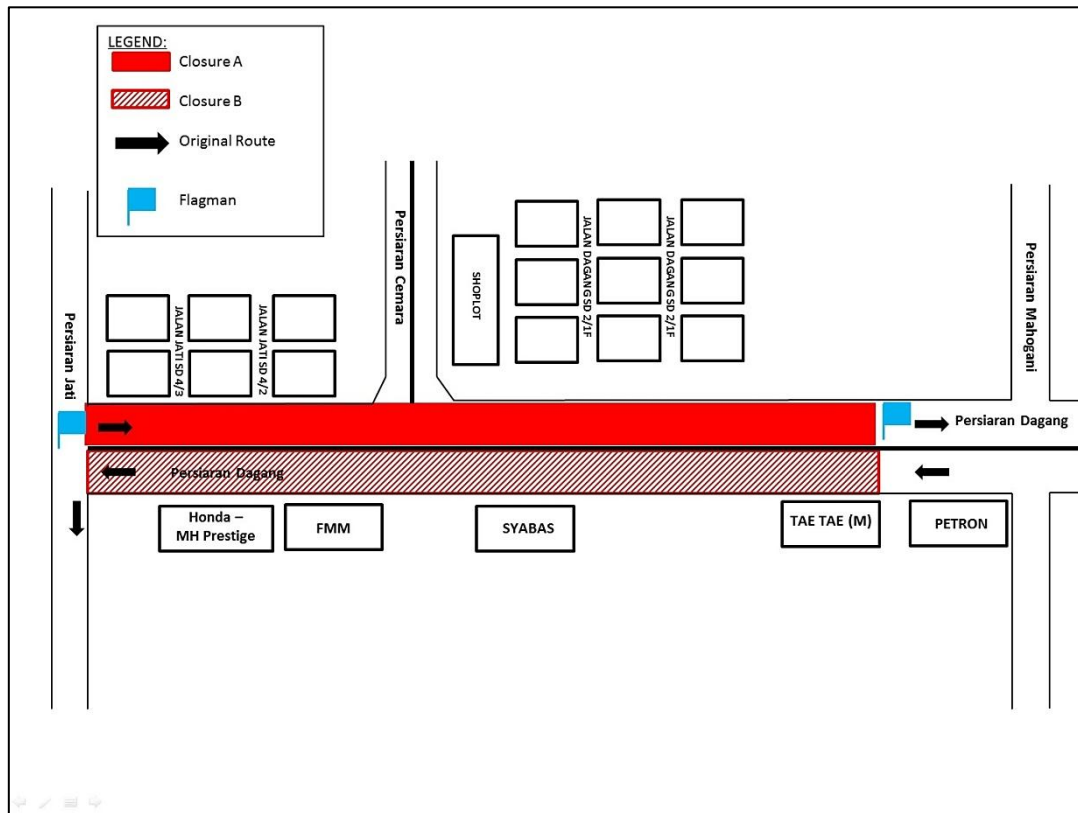 LEGEND:
Closure A
Closure B
Original Route
Flagman
Persiaran Jati
JALAN JATI SD 4/3
JALAN JATI SD 4/2
Persiaran Cemara
SHOPLOT
JALAN DAGANG SD 2/1F
JALAN DAGANG SD 2/1F
Persiaran Mahogani
Persiaran Dagang
Persiaran Dagang
Honda –
MH Prestige
FMM
SYABAS
TAE TAE (M)
PETRON